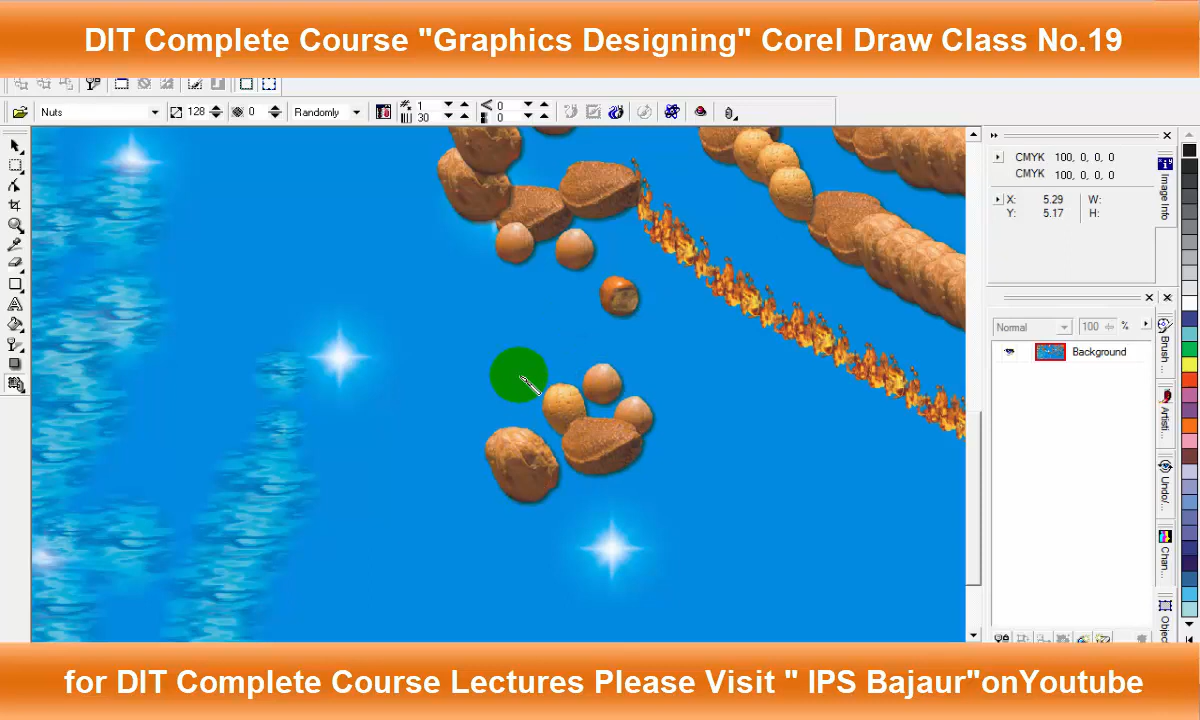 DIT Complete Course "Graphics Designing" Corel Draw Class No.19
Nuts 128 0 Randomly 1 0
30 0
CMYK 100, 0, 0, 0
CMYK 100, 0, 0, 0
X: 5.29 W:
Y: 5.17 H:
Image Info
Normal 100 %
Background
Brush...
Artisti...
Undo/...
Chan...
for DIT Complete Course Lectures Please Visit " IPS Bajaur"onYoutube